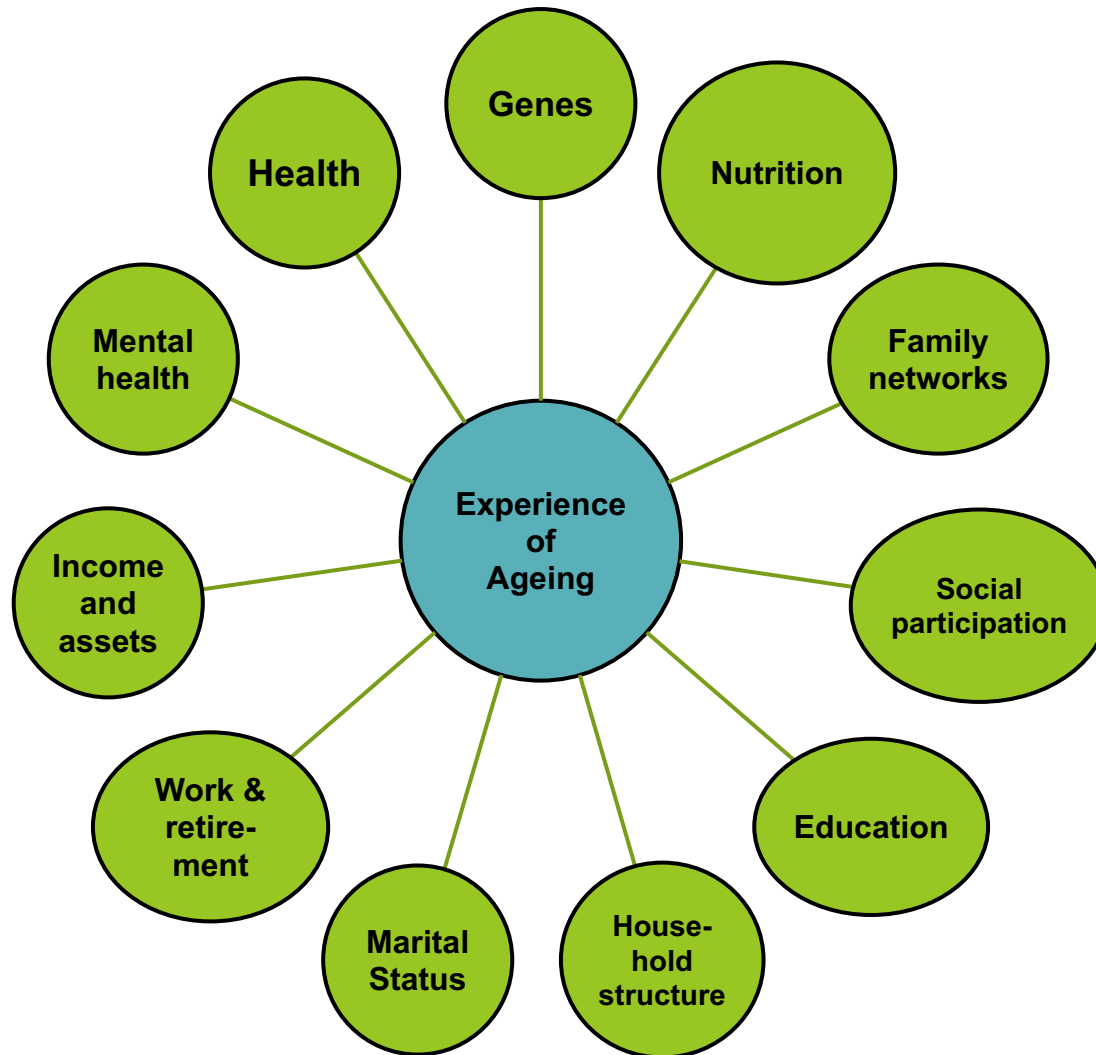 Genes
Nutrition
Family
networks
Social
participation
Education
House-
hold
structure
Marital
Status
Work &
retire-
ment
Income
and
assets
Mental
health
Health
Experience
of
Ageing